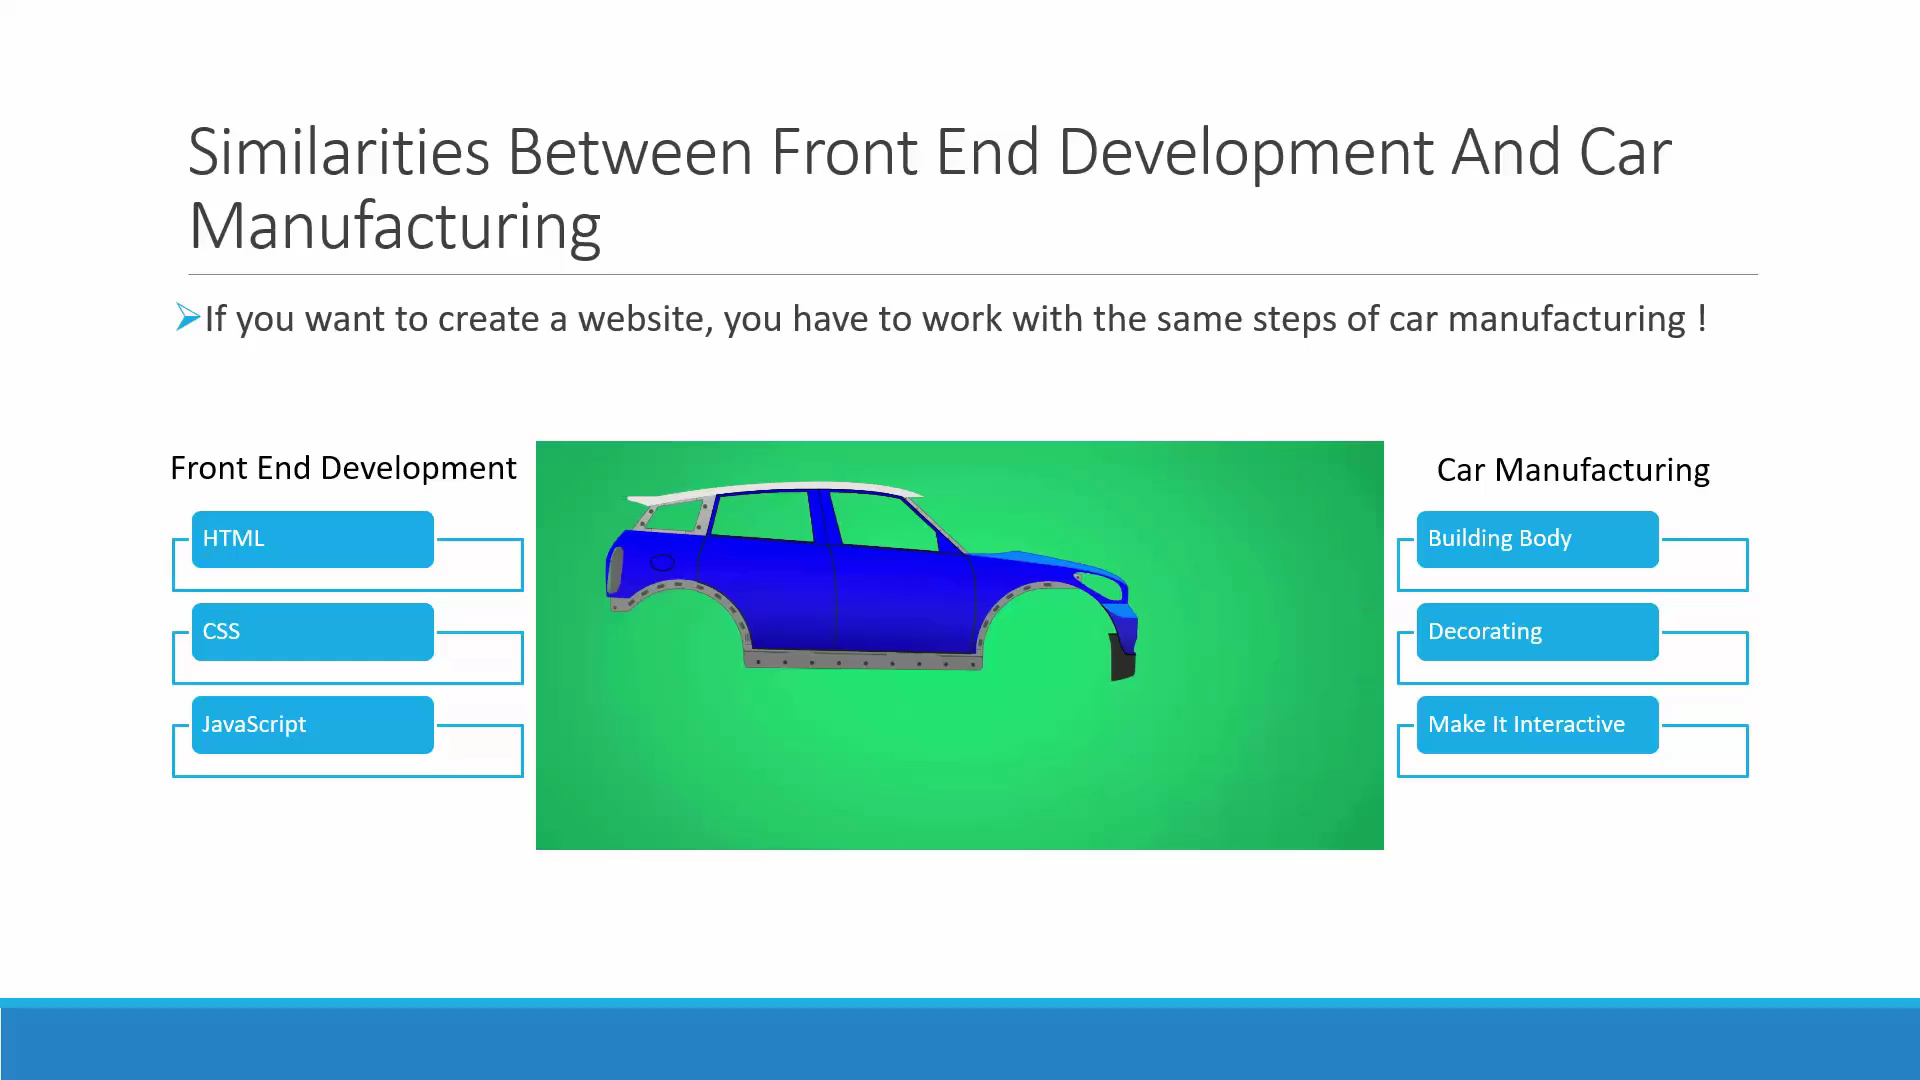 Similarities Between Front End Development And Car
Manufacturing
If you want to create a website, you have to work with the same steps of car manufacturing !
Front End Development
HTML
CSS
JavaScript
Car Manufacturing
Building Body
Decorating
Make It Interactive